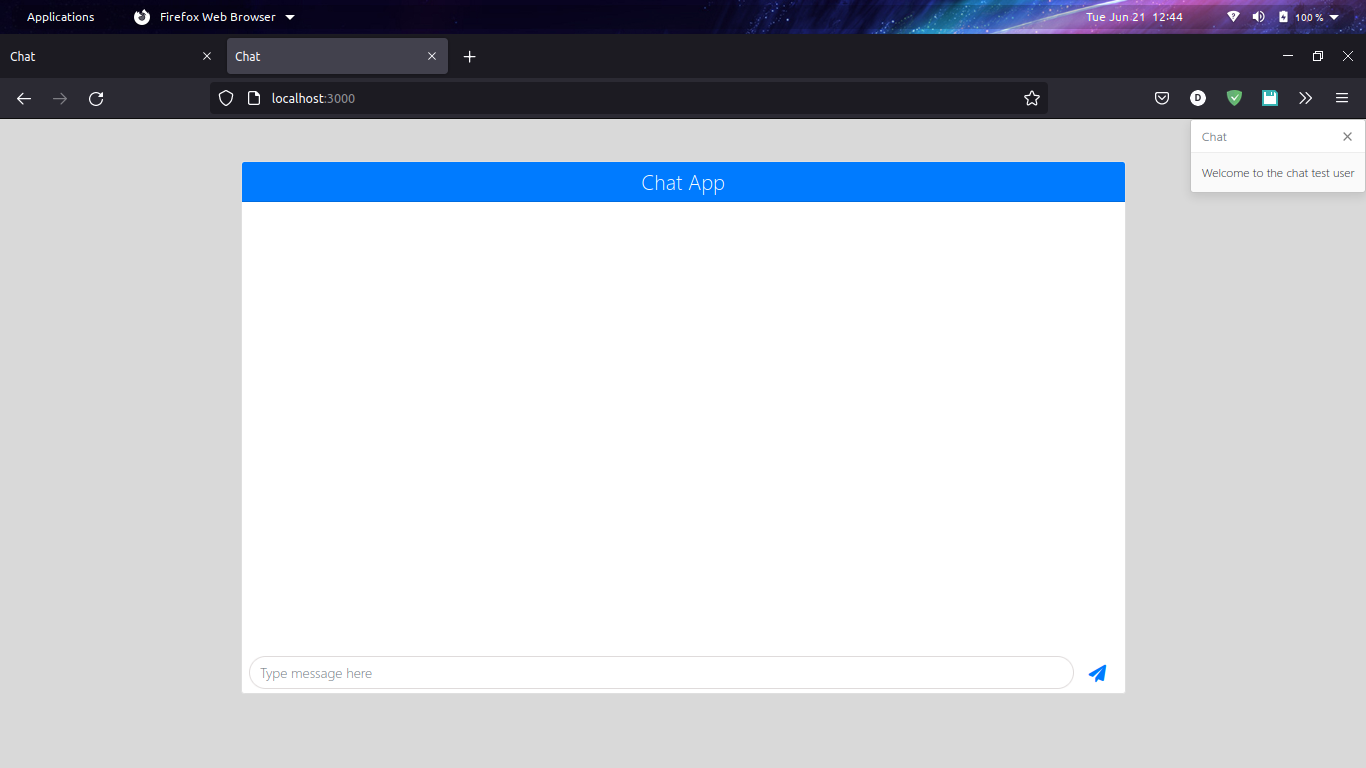 Applications
Firefox Web Browser
Tue Jun 21 12:44
100 %
Chat
Chat
localhost:3000
D
Chat
Welcome to the chat test user
Chat App
Type message here